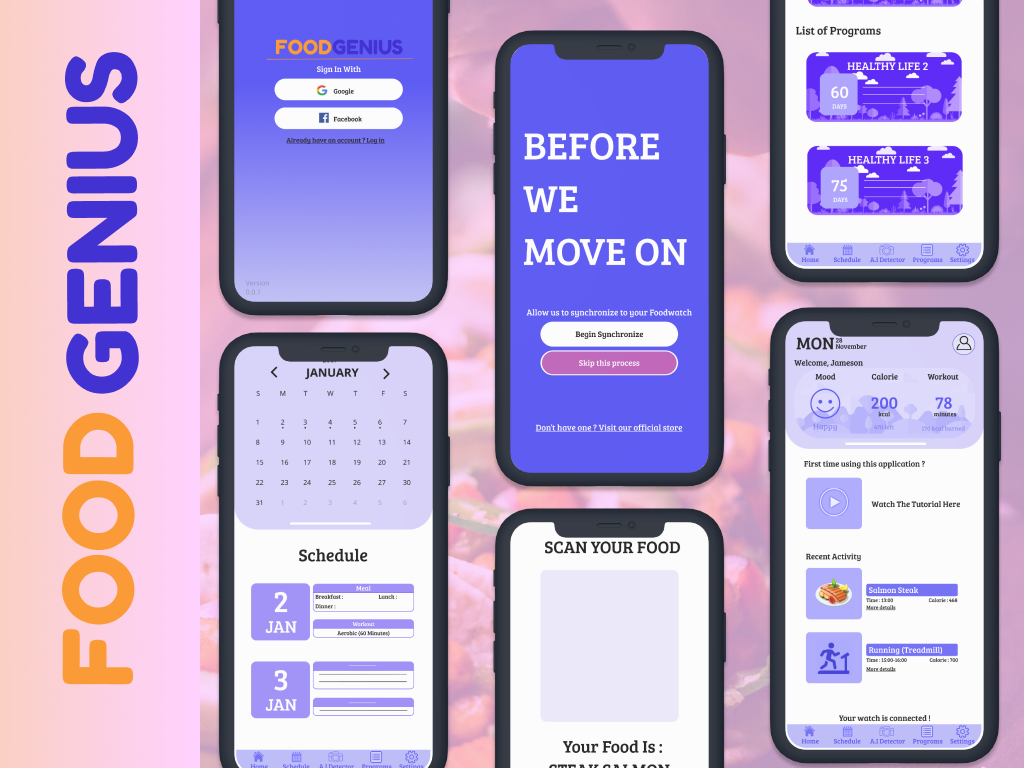 FOOD GENIUS
FOODGENIUS
Sign In With
Google
Facebook
Already have an account ? Log in
Version
0.0.1
JANUARY
S M T W T F S
1 2 3 4 5 6 7
8 9 10 11 12 13 14
15 16 17 18 19 20 21
22 23 24 25 26 27 30
31 1 2 3 4 5 6
Schedule
2
JAN
Meal
Breakfast : Lunch :
Dinner :
Workout
Aerobic (60 Minutes)
3
JAN
Home Schedule A.I Detector Programs Settings
BEFORE
WE
MOVE ON
Allow us to synchronize to your Foodwatch
Begin Synchronize
Skip this process
Don't have one ? Visit our official store
SCAN YOUR FOOD
Your Food Is :
STEAK SALMON
List of Programs
HEALTHY LIFE 2
60
DAYS
HEALTHY LIFE 3
75
DAYS
Home Schedule A.I Detector Programs Settings
MON 28
November
Welcome, Jameson
Mood Calorie Workout
200 78
kcal minutes
Happy
170 kcal burned
First time using this application ?
Watch The Tutorial Here
Recent Activity
Salmon Steak
Time : 13:00 Calorie : 468
More details
Running (Treadmill)
Time : 15:00-16:00 Calorie : 700
More details
Your watch is connected !
Home Schedule A.I Detector Programs Settings